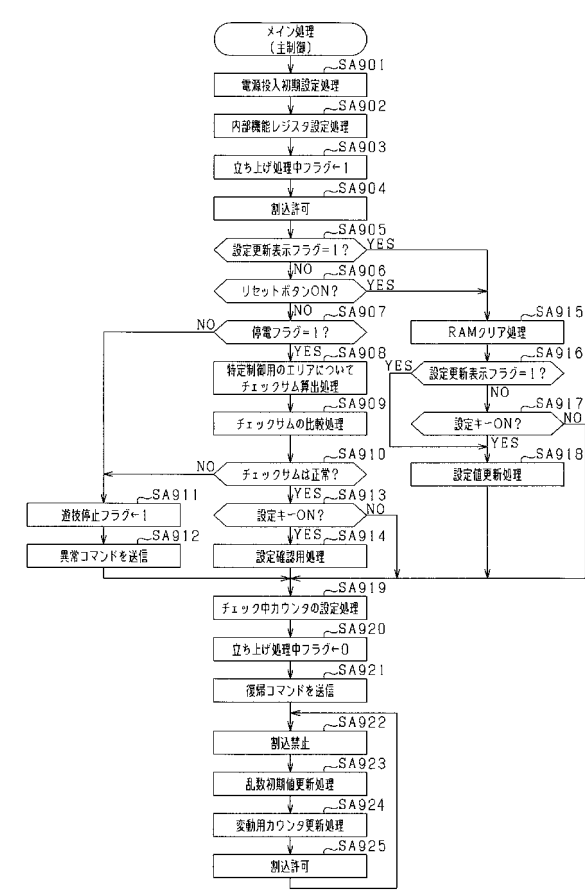 メイン処理
(主制御)
SA901
電源投入初期設定処理
SA902
内部機能レジスタ設定処理
SA903
立ち上げ処理中フラグ←1
SA904
割込許可
SA905
設定更新表示フラグ=1?
YES
NO
SA906
リセットボタンON?
YES
NO
SA907
停電フラグ=1?
NO
YES
SA908
特定制御用のエリアについて
チェックサム算出処理
SA909
チェックサムの比較処理
SA910
チェックサムは正常?
NO
YES
SA911
遊技停止フラグ←1
SA912
異常コマンドを送信
SA913
設定キーON?
NO
YES
SA914
設定確認用処理
SA915
RAMクリア処理
SA916
設定更新表示フラグ=1?
YES
NO
SA917
設定キーON?
NO
YES
SA918
設定値更新処理
SA919
チェック中カウンタの設定処理
SA920
立ち上げ処理中フラグ←0
SA921
復帰コマンドを送信
SA922
割込禁止
SA923
乱数初期値更新処理
SA924
変動用カウンタ更新処理
SA925
割込許可